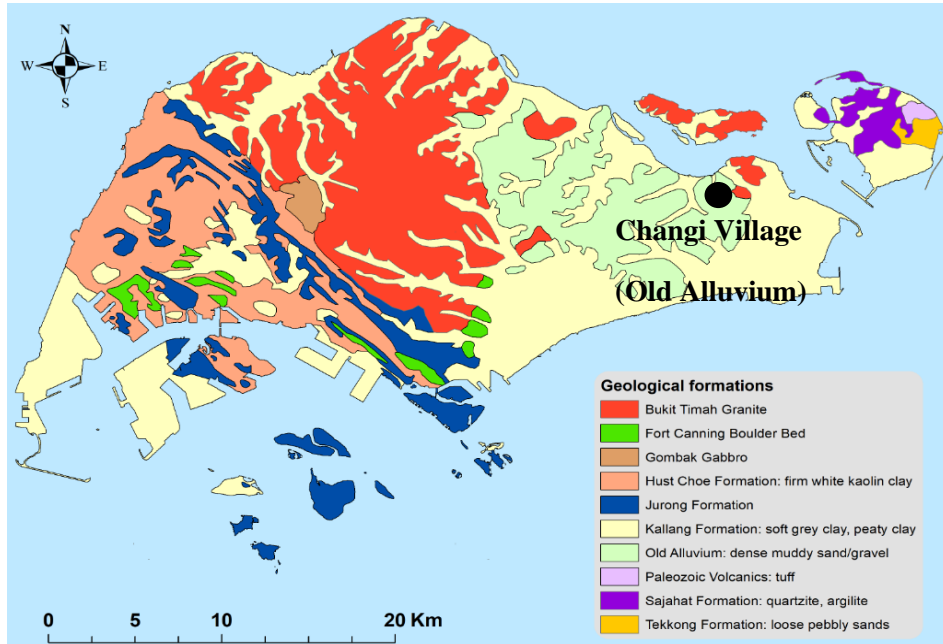 N
W E
S
Changi Village
(Old Alluvium)
Geological formations
Bukit Timah Granite
Fort Canning Boulder Bed
Gombak Gabbro
Hust Choe Formation: firm white kaolin clay
Jurong Formation
Kallang Formation: soft grey clay, peaty clay
Old Alluvium: dense muddy sand/gravel
Paleozoic Volcanics: tuff
Sajahat Formation: quartzite, argilite
Tekkong Formation: loose pebbly sands
0 5 10 20 Km